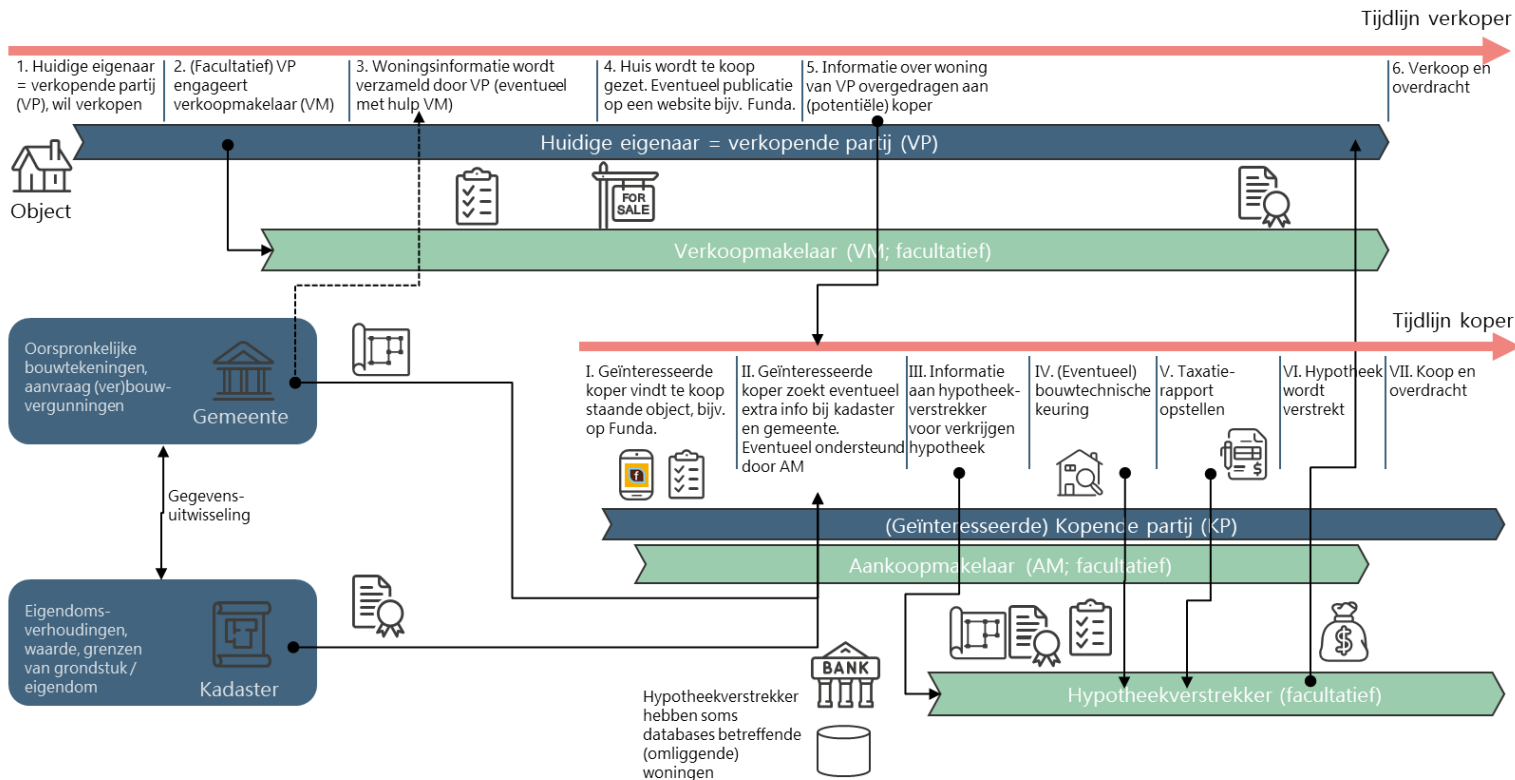 Tijdlijn verkoper
1. Huidige eigenaar
= verkopende partij
(VP), wil verkopen
2. (Facultatief) VP
engageert
verkoopmakelaar (VM)
3. Woningsinformatie wordt
verzameld door VP (eventueel
met hulp VM)
4. Huis wordt te koop
gezet. Eventueel publicatie
op een website bijv. Funda.
5. Informatie over woning
van VP overgedragen aan
(potentiële) koper
6. Verkoop en
overdracht
Huidige eigenaar = verkopende partij (VP)
Object
FOR
SALE
Verkoopmakelaar (VM; facultatief)
Oorspronkelijke
bouwtekeningen,
aanvraag (ver)bouw-
vergunningen
Gemeente
Tijdlijn koper
I. Geïnteresseerde
koper vindt te koop
staande object, bijv.
op Funda.
II. Geïnteresseerde
koper zoekt eventueel
extra info bij kadaster
en gemeente.
Eventueel ondersteund
door AM
III. Informatie
aan hypotheek-
verstrekker
voor verkrijgen
hypotheek
IV. (Eventueel)
bouwtechnische
keuring
V. Taxatie-
rapport
opstellen
VI. Hypotheek
wordt
verstrekt
VII. Koop en
overdracht
f
$
Gegevens-
uitwisseling
(Geïnteresseerde) Kopende partij (KP)
Aankoopmakelaar (AM; facultatief)
Eigendoms-
verhoudingen,
waarde, grenzen
van grondstuk /
eigendom
Kadaster
BANK
$
Hypotheekverstrekker (facultatief)
Hypotheekverstrekker
hebben soms
databases betreffende
(omliggende)
woningen